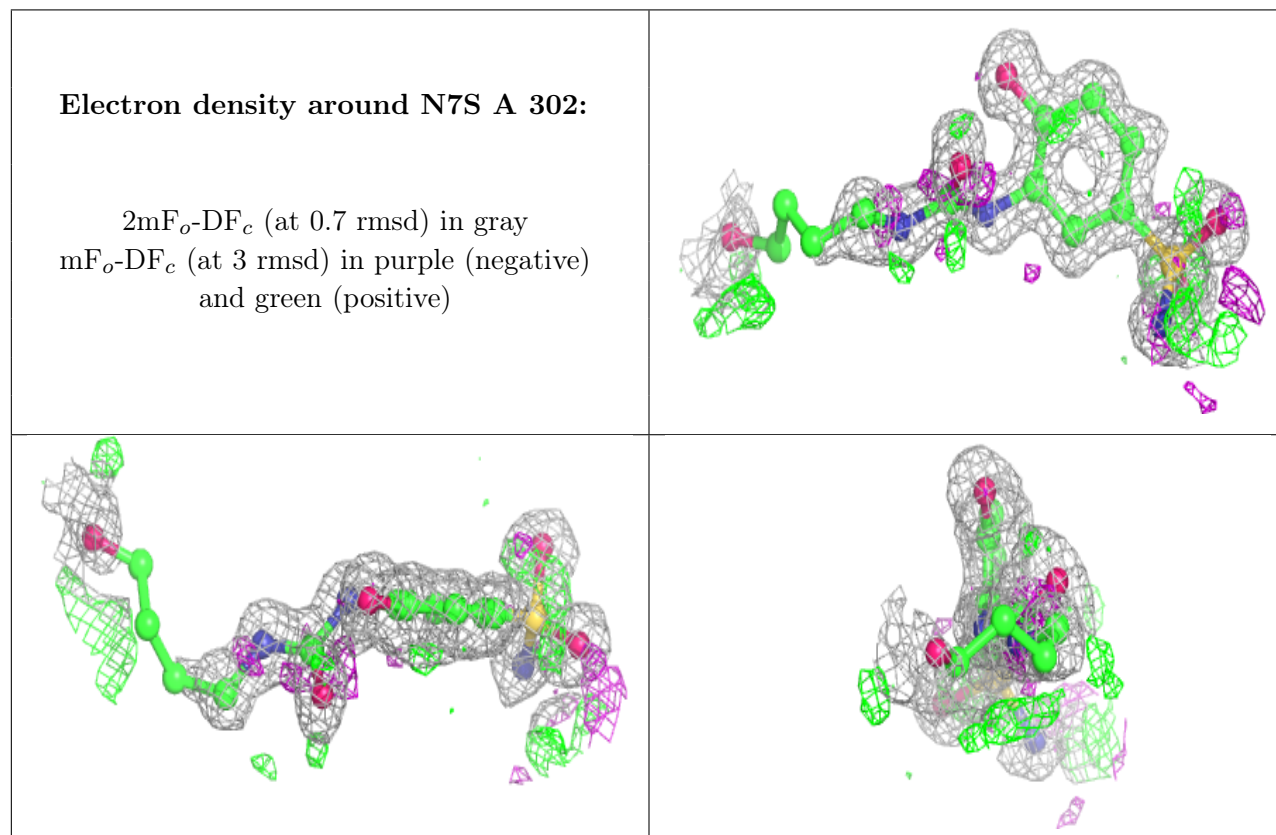 Electron density around N7S A 302:
2mFo-DFc (at 0.7 rmsd) in gray
mFo-DFc (at 3 rmsd) in purple (negative)
and green (positive)